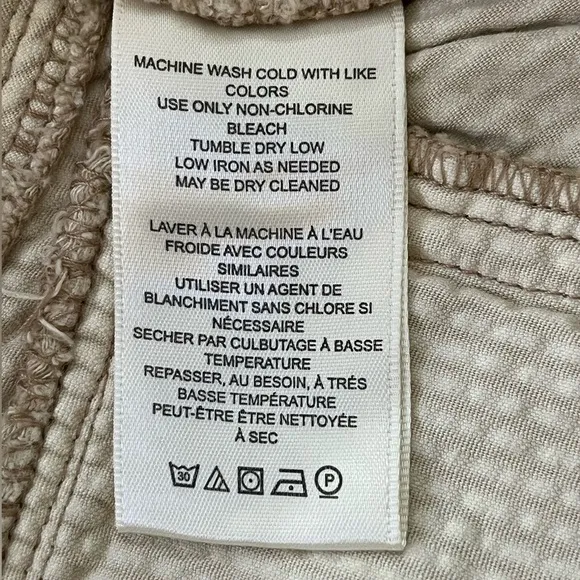 MACHINE WASH COLD WITH LIKE
COLORS
USE ONLY NON-CHLORINE
BLEACH
TUMBLE DRY LOW
LOW IRON AS NEEDED
MAY BE DRY CLEANED
LAVER À LA MACHINE À L'EAU
FROIDE AVEC COULEURS
SIMILAIRES
UTILISER UN AGENT DE
BLANCHIMENT SANS CHLORE SI
NÉCESSAIRE
SECHER PAR CULBUTAGE À BASSE
TEMPERATURE
REPASSER, AU BESOIN, À TRÉS
BASSE TEMPÉRATURE
PEUT-ÊTRE ÊTRE NETTOYÉE
À SEC
30 P